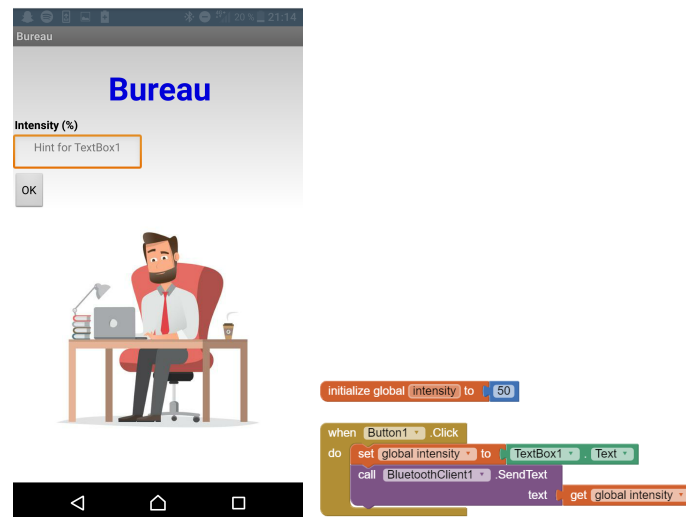 20 % 21:14
Bureau
Bureau
Intensity (%)
Hint for TextBox1
OK
initialize global intensity to 50
when Button1 .Click
do set global intensity to TextBox1 . Text
call BluetoothClient1 .SendText
text get global intensity